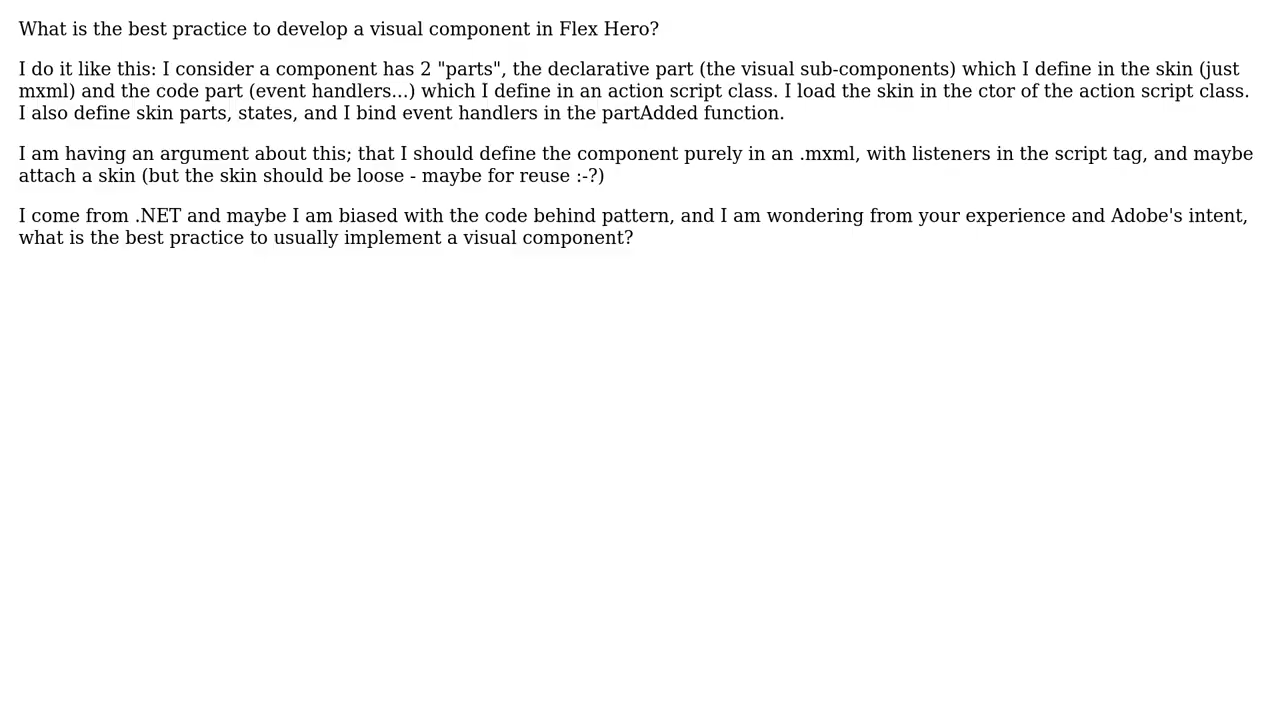 What is the best practice to develop a visual component in Flex Hero?
I do it like this: I consider a component has 2 "parts", the declarative part (the visual sub-components) which I define in the skin (just
mxml) and the code part (event handlers...) which I define in an action script class. I load the skin in the ctor of the action script class.
I also define skin parts, states, and I bind event handlers in the partAdded function.
I am having an argument about this; that I should define the component purely in an .mxml, with listeners in the script tag, and maybe
attach a skin (but the skin should be loose - maybe for reuse :-?)
I come from .NET and maybe I am biased with the code behind pattern, and I am wondering from your experience and Adobe's intent,
what is the best practice to usually implement a visual component?